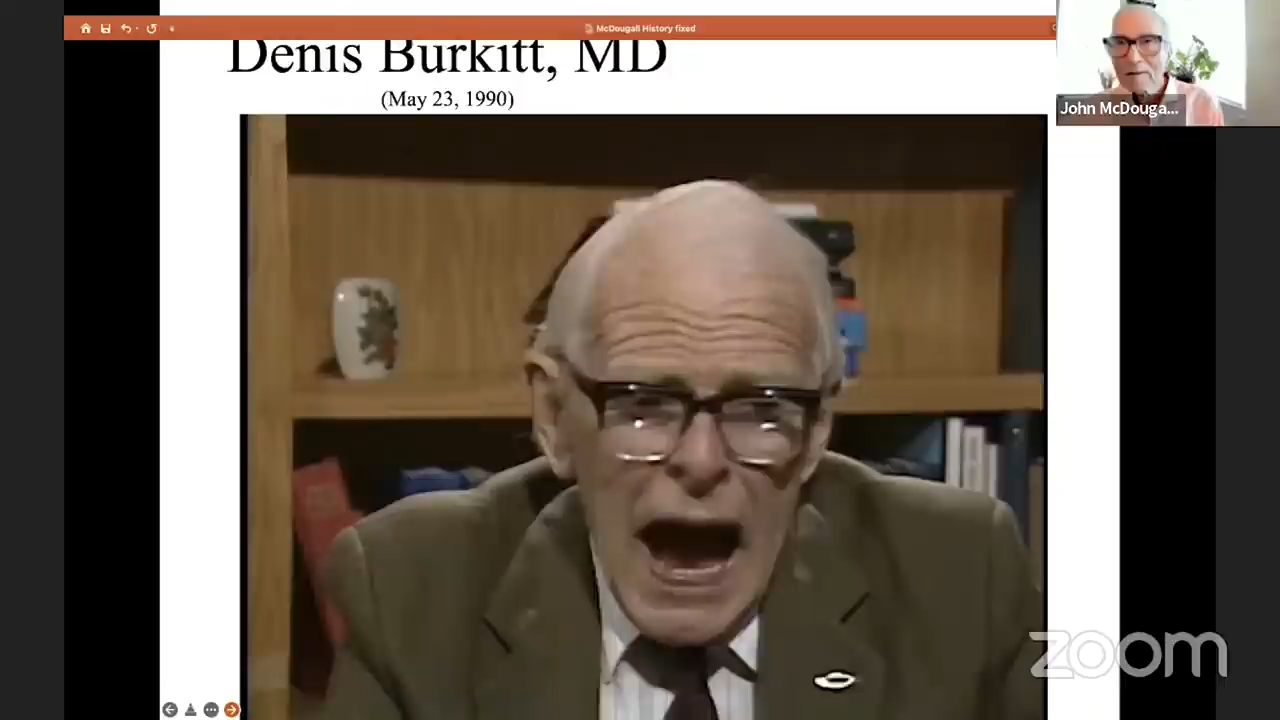 McDougall History fixed
Denis Burkitt, MD
(May 23, 1990)
John McDouga...
zoom